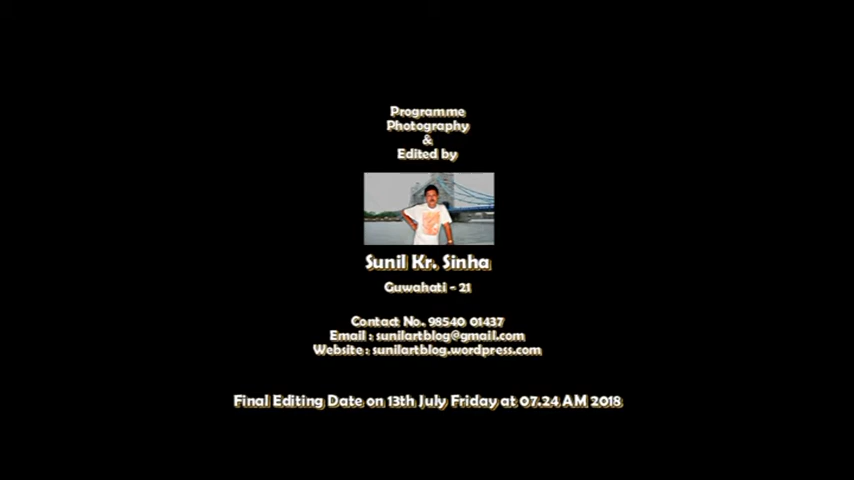 Programme
Photography
&
Edited by
Sunil Kr. Sinha
Guwahati - 21
Contact No. 98540 01437
Email : sunilartblog@gmail.com
Website : sunilartblog.wordpress.com
Final Editing Date on 13th July Friday at 07.24 AM 2018